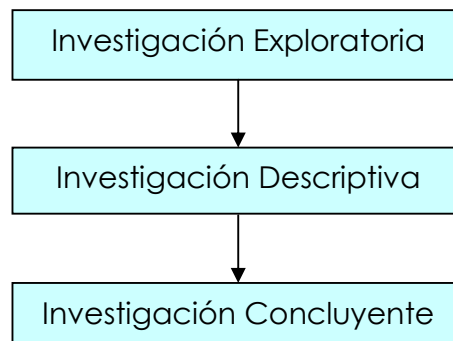 Investigación Exploratoria
Investigación Descriptiva
Investigación Concluyente